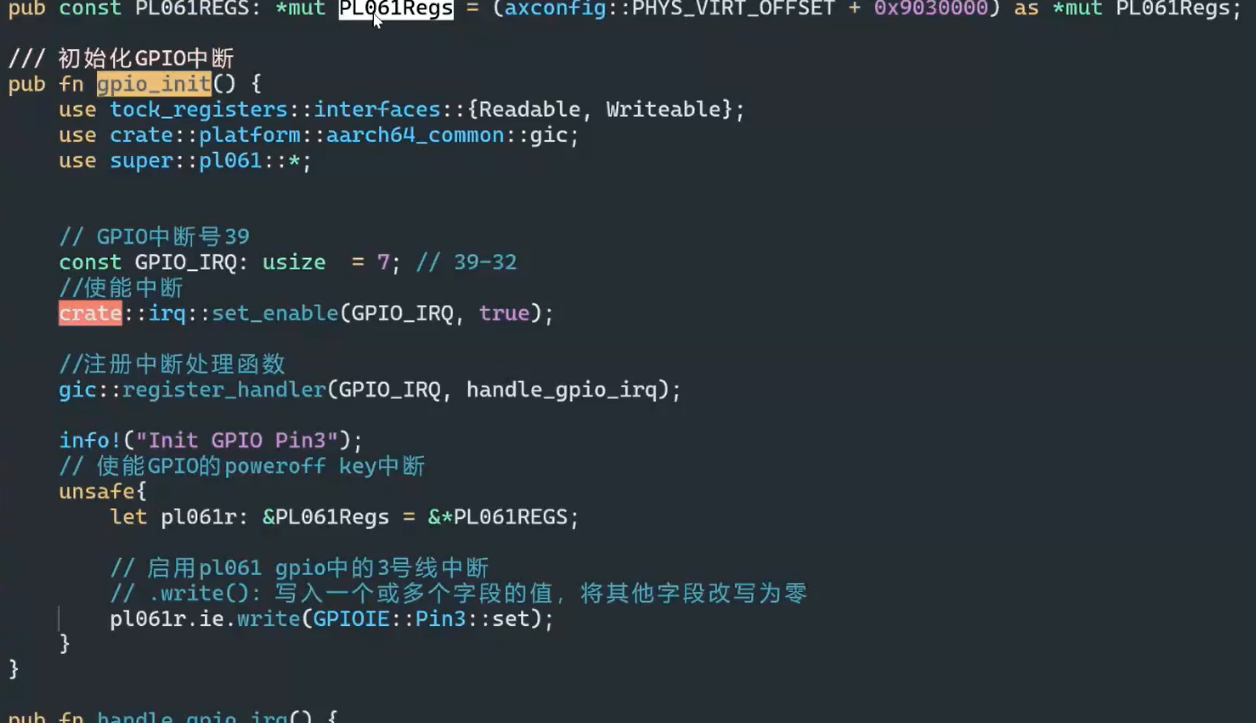 pub const PL061REGS: *mut PL061Regs = (axconfig::PHYS_VIRT_OFFSET + 0x9030000) as *mut PL061Regs;
/// 初始化GPIO中断
pub fn gpio_init() {
use tock_registers::interfaces::{Readable, Writeable};
use crate::platform::aarch64_common::gic;
use super::pl061::*;
// GPIO中断号39
const GPIO_IRQ: usize  = 7; // 39-32
//使能中断
crate::irq::set_enable(GPIO_IRQ, true);
//注册中断处理函数
gic::register_handler(GPIO_IRQ, handle_gpio_irq);
info!("Init GPIO Pin3");
// 使能GPIO的poweroff key中断
unsafe{
let pl061r: &PL061Regs = &*PL061REGS;
// 启用pl061 gpio中的3号线中断
// .write(): 写入一个或多个字段的值，将其他字段改写为零
pl061r.ie.write(GPIOIE::Pin3::set);
}
}
pub fn handle_gpio_irq() {